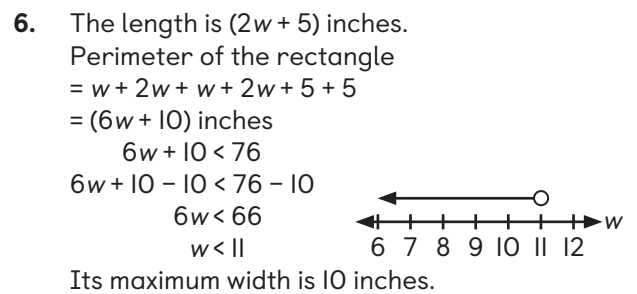 6. The length is (2w + 5) inches.
Perimeter of the rectangle
= w + 2w + w + 2w + 5 + 5
= (6w + 10) inches
6w + 10 < 76
6w + 10 − 10 < 76 − 10
6w < 66
w < 11
w
6 7 8 9 10 11 12
Its maximum width is 10 inches.